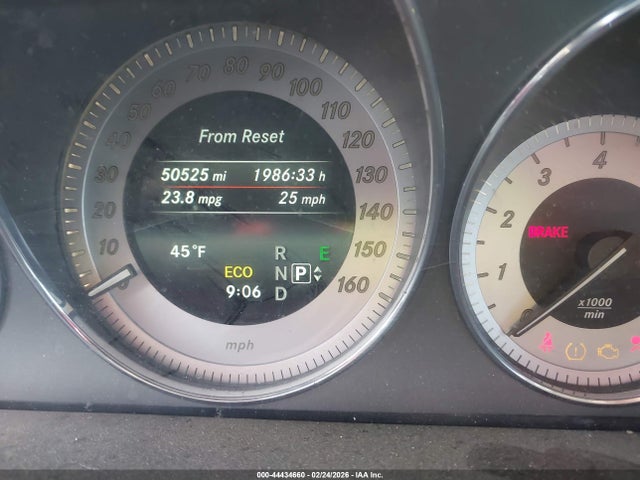 80
70 90
60 100
50 110
40 120
From Reset
30 50525 mi 1986:33 h 130
23.8 mpg 25 mph
20 140
45°F R E 150
10 ECO N P
0 9:06 D 160
mph
4
3
2 BRAKE
1
0 x1000
min
000-44434660 - 02/24/2026 - © IAA Inc.